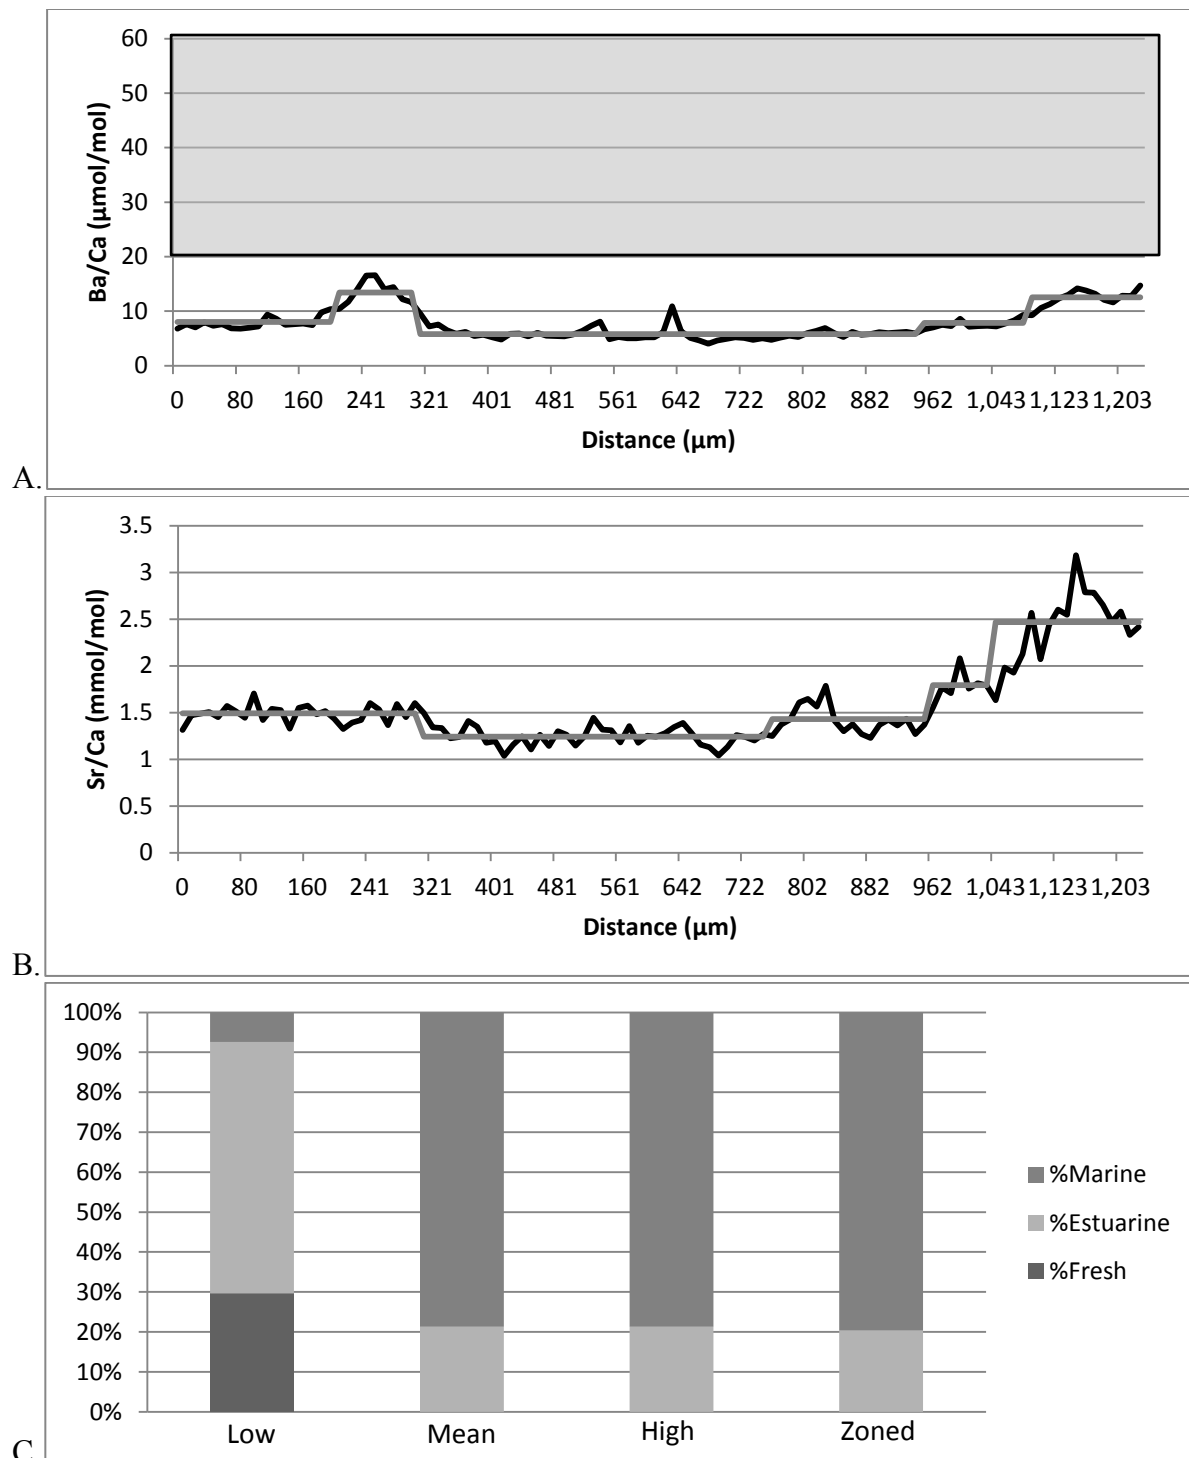 60
50
40
30
20
10
0
Ba/Ca (µmol/mol)
0 80 160 241 321 401 481 561 642 722 802 882 962 1,043 1,123 1,203
Distance (µm)
A.
3.5
3
2.5
2
1.5
1
0.5
0
Sr/Ca (mmol/mol)
0 80 160 241 321 401 481 561 642 722 802 882 962 1,043 1,123 1,203
Distance (µm)
B.
100%
90%
80%
70%
60%
50%
40%
30%
20%
10%
0%
Low Mean High Zoned
%Marine
%Estuarine
%Fresh
C